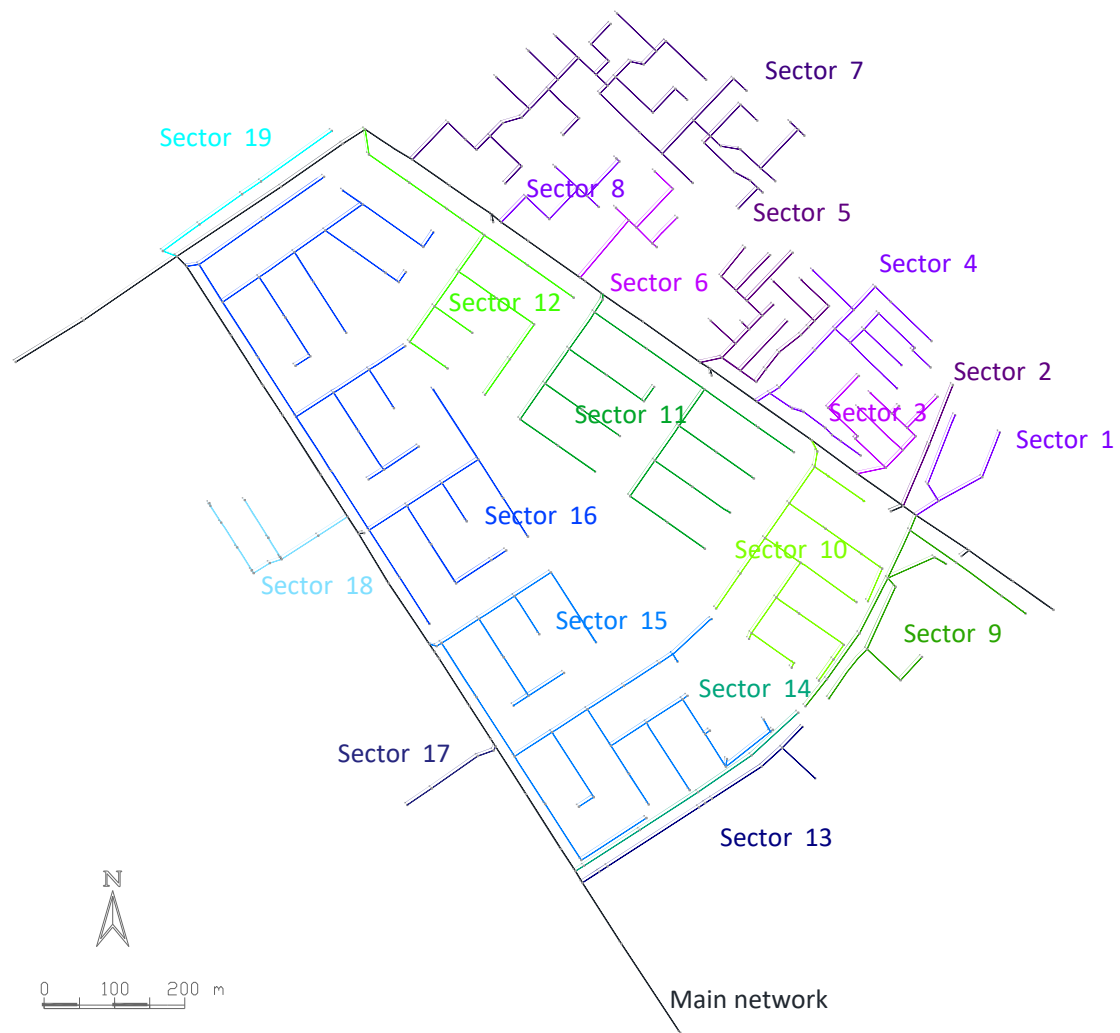 Sector 7
Sector 19
Sector 8
Sector 5
Sector 4
Sector 6
Sector 12
Sector 2
Sector 3
Sector 11
Sector 1
Sector 16
Sector 10
Sector 18
Sector 15
Sector 9
Sector 14
Sector 17
Sector 13
N
0 100 200 m
Main network